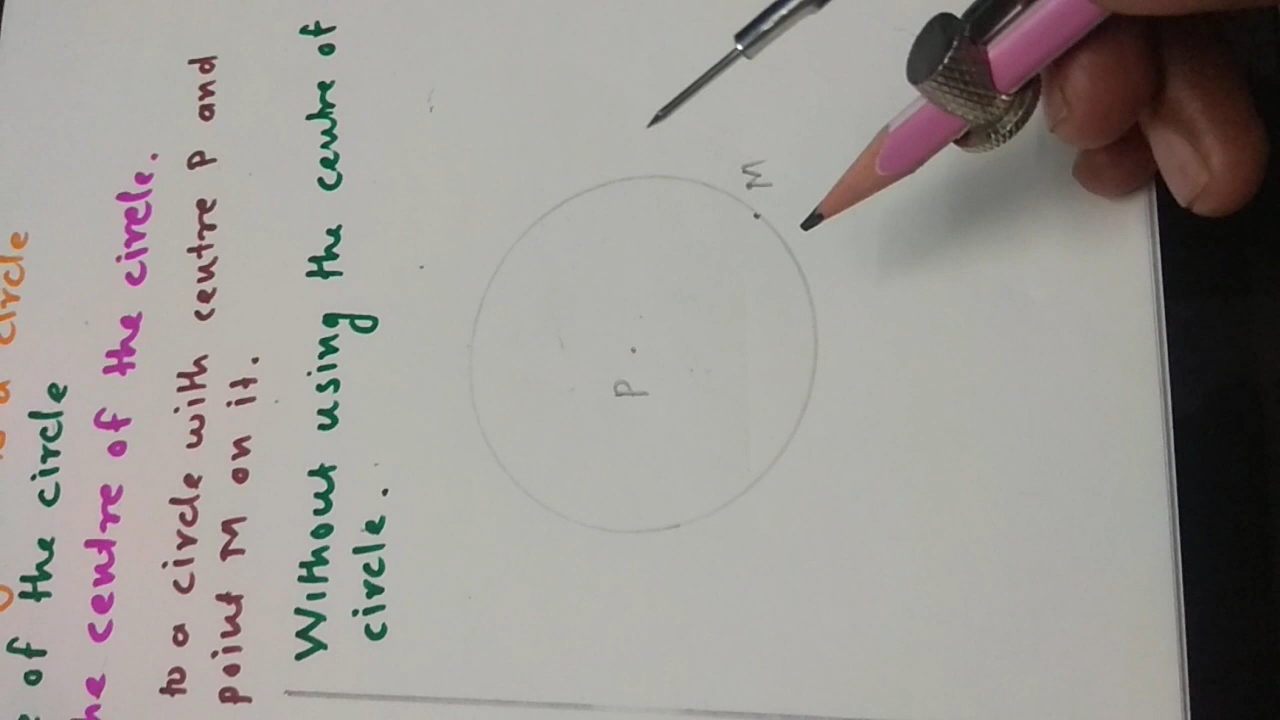 a circle
of the circle
the centre of the circle.
to a circle with centre P and
point M on it.
Without using the centre of
circle.
M
P